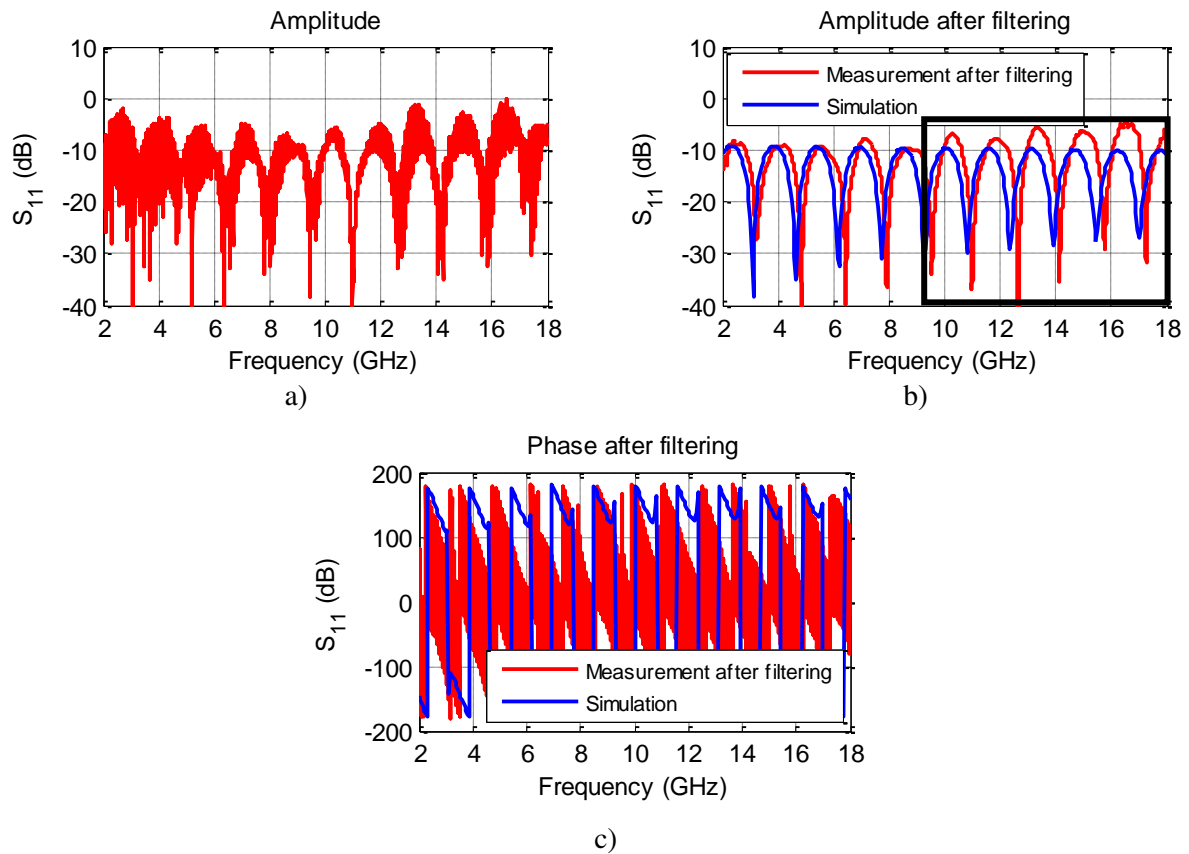 Amplitude
10
0
-10
-20
-30
-40
S11 (dB)
2 4 6 8 10 12 14 16 18
Frequency (GHz)
a)
Amplitude after filtering
10
0
-10
-20
-30
-40
S11 (dB)
Measurement after filtering
Simulation
2 4 6 8 10 12 14 16 18
Frequency (GHz)
b)
Phase after filtering
200
100
0
-100
-200
S11 (dB)
Measurement after filtering
Simulation
2 4 6 8 10 12 14 16 18
Frequency (GHz)
c)